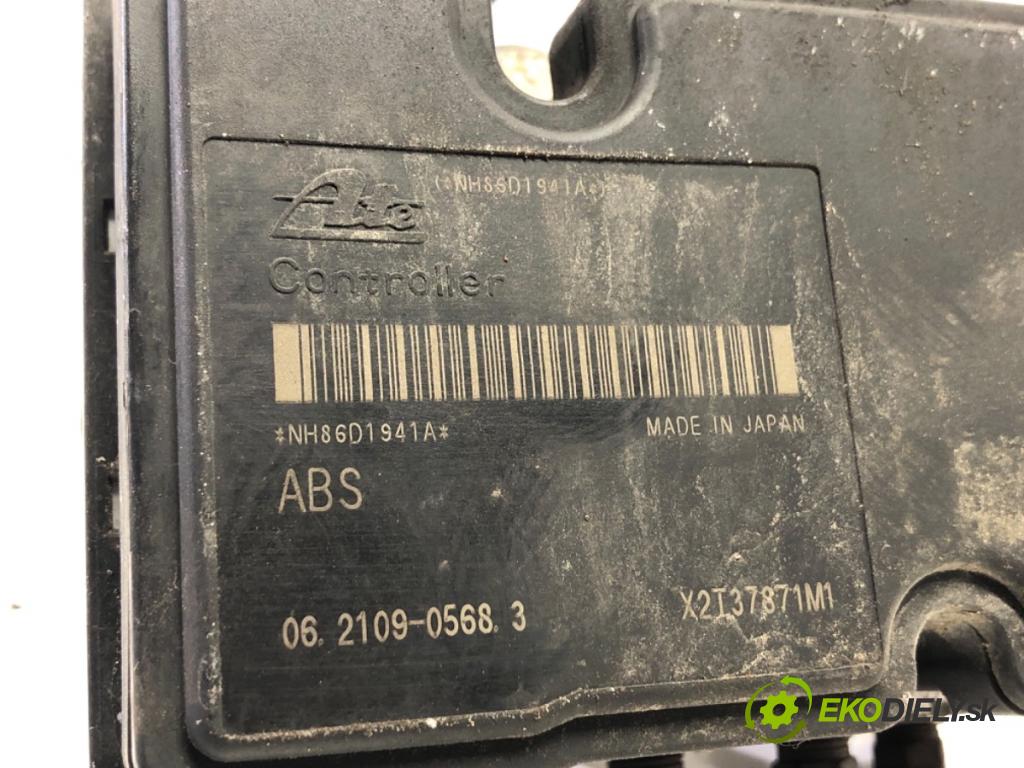 (*NH86D1941A*)
Ate
Controller
*NH86D1941A* MADE IN JAPAN
ABS
06.2109-0568.3 X2T37871M1
EKODIELY.sk